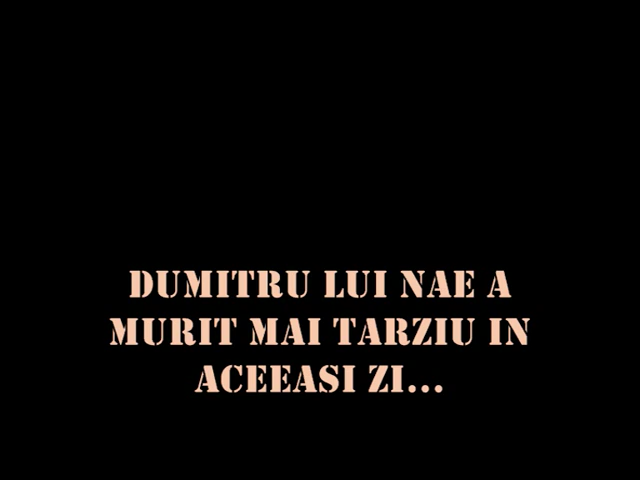 DUMITRU LUI NAE A
MURIT MAI TARZIU IN
ACEEASI ZI...